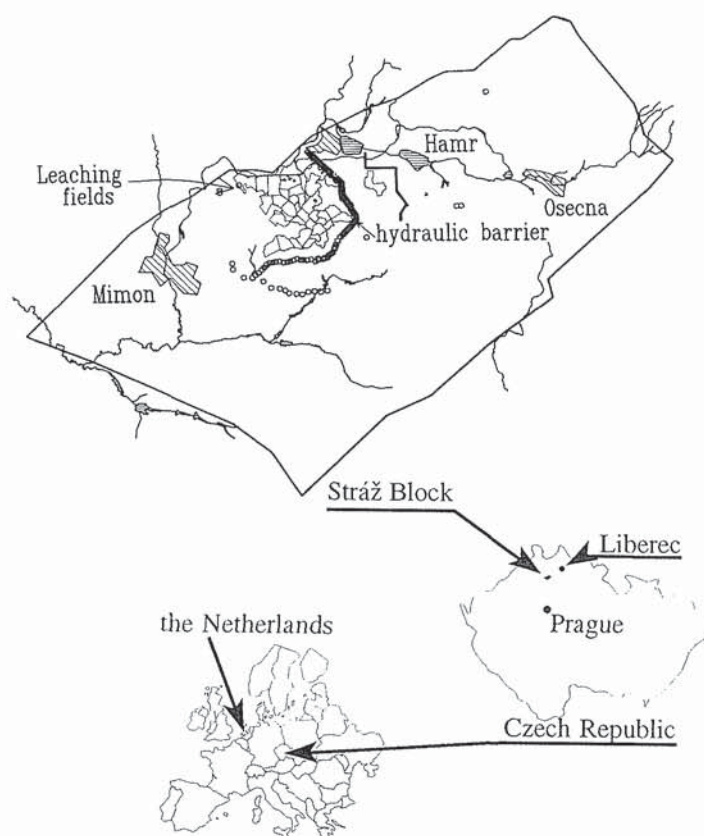 Hamr
Leaching
fields
Osecna
hydraulic barrier
Mimon
Stráž Block
Liberec
Prague
the Netherlands
Czech Republic